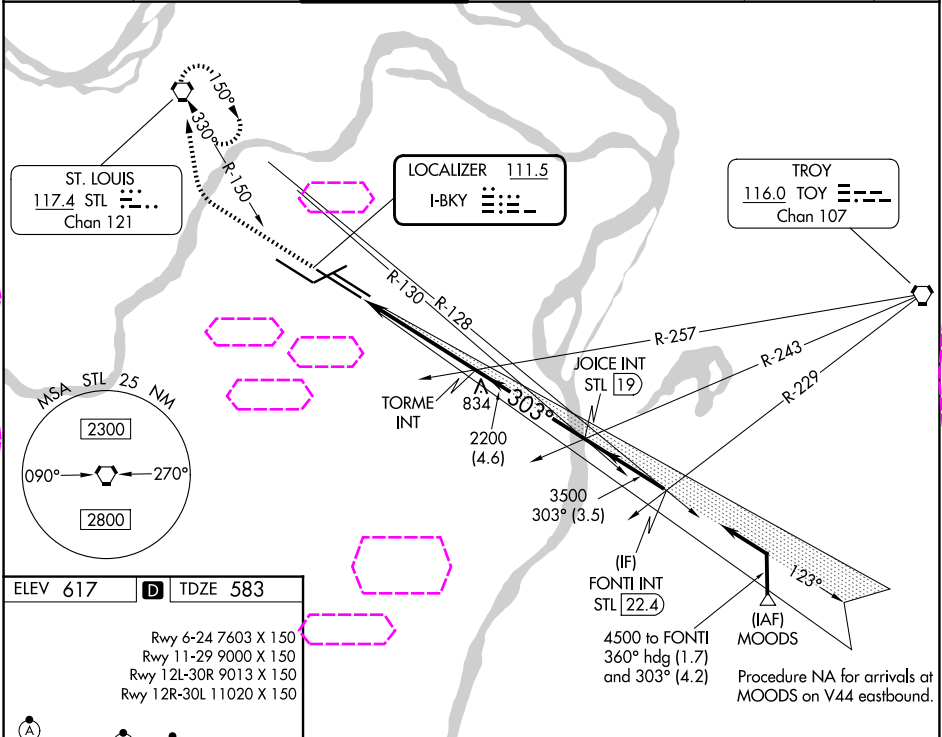 150°
330°
R-150
ST. LOUIS
117.4 STL
Chan 121
LOCALIZER 111.5
I-BKY
TROY
116.0 TOY
Chan 107
R-130
R-128
R-257
R-243
R-229
JOICE INT
STL 19
TORME
INT
834
303°
2200
(4.6)
3500
303° (3.5)
MSA STL 25 NM
2300
090°
270°
2800
(IF)
FONTI INT
STL 22.4
123°
(IAF)
MOODS
4500 to FONTI
360° hdg (1.7)
and 303° (4.2)
Procedure NA for arrivals at
MOODS on V44 eastbound.
ELEV 617 D TDZE 583
Rwy 6-24 7603 X 150
Rwy 11-29 9000 X 150
Rwy 12L-30R 9013 X 150
Rwy 12R-30L 11020 X 150
A